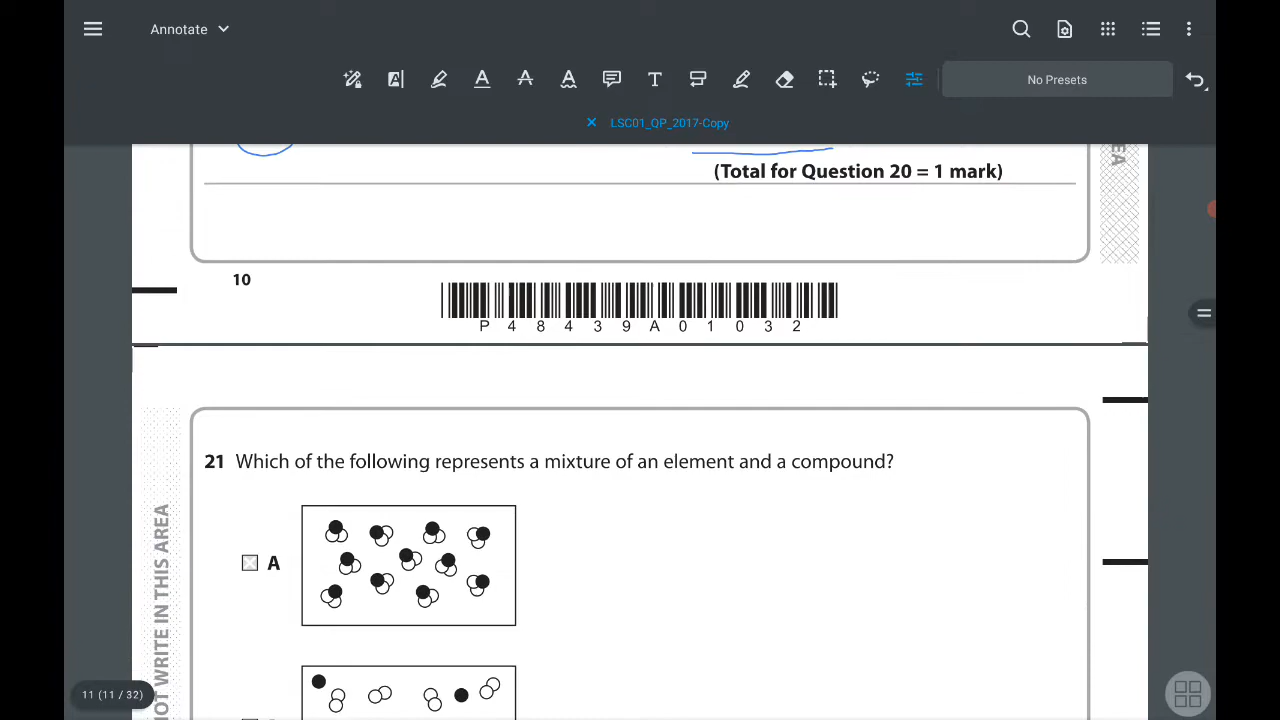 Annotate
No Presets
LSC01_QP_2017-Copy
(Total for Question 20 = 1 mark)
EA
10
P 4 8 4 3 9 A 0 1 0 3 2
21 Which of the following represents a mixture of an element and a compound?
A
OT WRITE IN THIS AREA
11 (11 / 32)